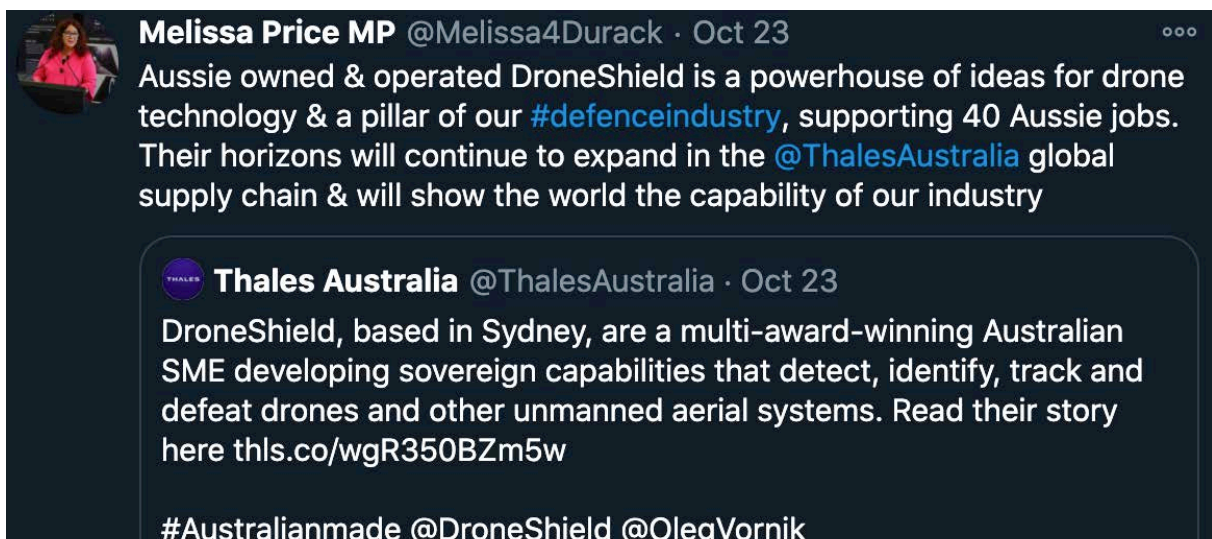 Melissa Price MP @Melissa4Durack · Oct 23
Aussie owned & operated DroneShield is a powerhouse of ideas for drone
technology & a pillar of our #defenceindustry, supporting 40 Aussie jobs.
Their horizons will continue to expand in the @ThalesAustralia global
supply chain & will show the world the capability of our industry
THALES
Thales Australia @ThalesAustralia · Oct 23
DroneShield, based in Sydney, are a multi-award-winning Australian
SME developing sovereign capabilities that detect, identify, track and
defeat drones and other unmanned aerial systems. Read their story
here thls.co/wgR350BZm5w
#Australianmade @DroneShield @OlegVornik